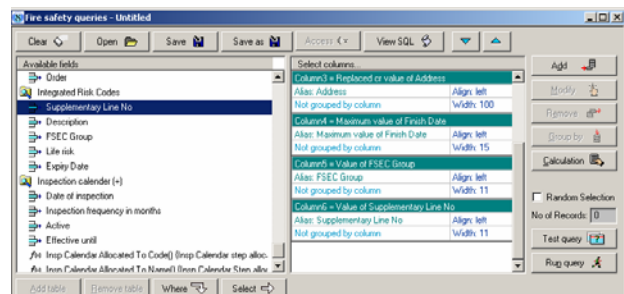 Fire safety queries - Untitled
Clear
Open
Save
Save as
Access
View SQL
Available fields
Order
Integrated Risk Codes
Supplementary Line No
Description
FSEC Group
Life risk
Expiry Date
Inspection calender (+)
Date of inspection
Inspection frequency in months
Active
Effective until
Insp Calendar Allocated To Code() (Insp Calendar step alloc
Insp Calendar Allocated To Name() (Insp Calendar Step alloc
Select columns...
Column3 = Replaced cr value of Address
Alias: Address Align: left
Not grouped by column Width: 100
Column4 = Maximum value of Finish Date
Alias: Maximum value of Finish Date Align: left
Not grouped by column Width: 15
Column5 = Value of FSEC Group
Alias: FSEC Group Align: left
Not grouped by column Width: 11
Column6 = Value of Supplementary Line No
Alias: Supplementary Line No Align: left
Not grouped by column Width: 11
Add
Modify
Remove
Group by
Calculation
Random Selection
No of Records: 0
Test query
Run query
Add table
Remove table
Where
Select